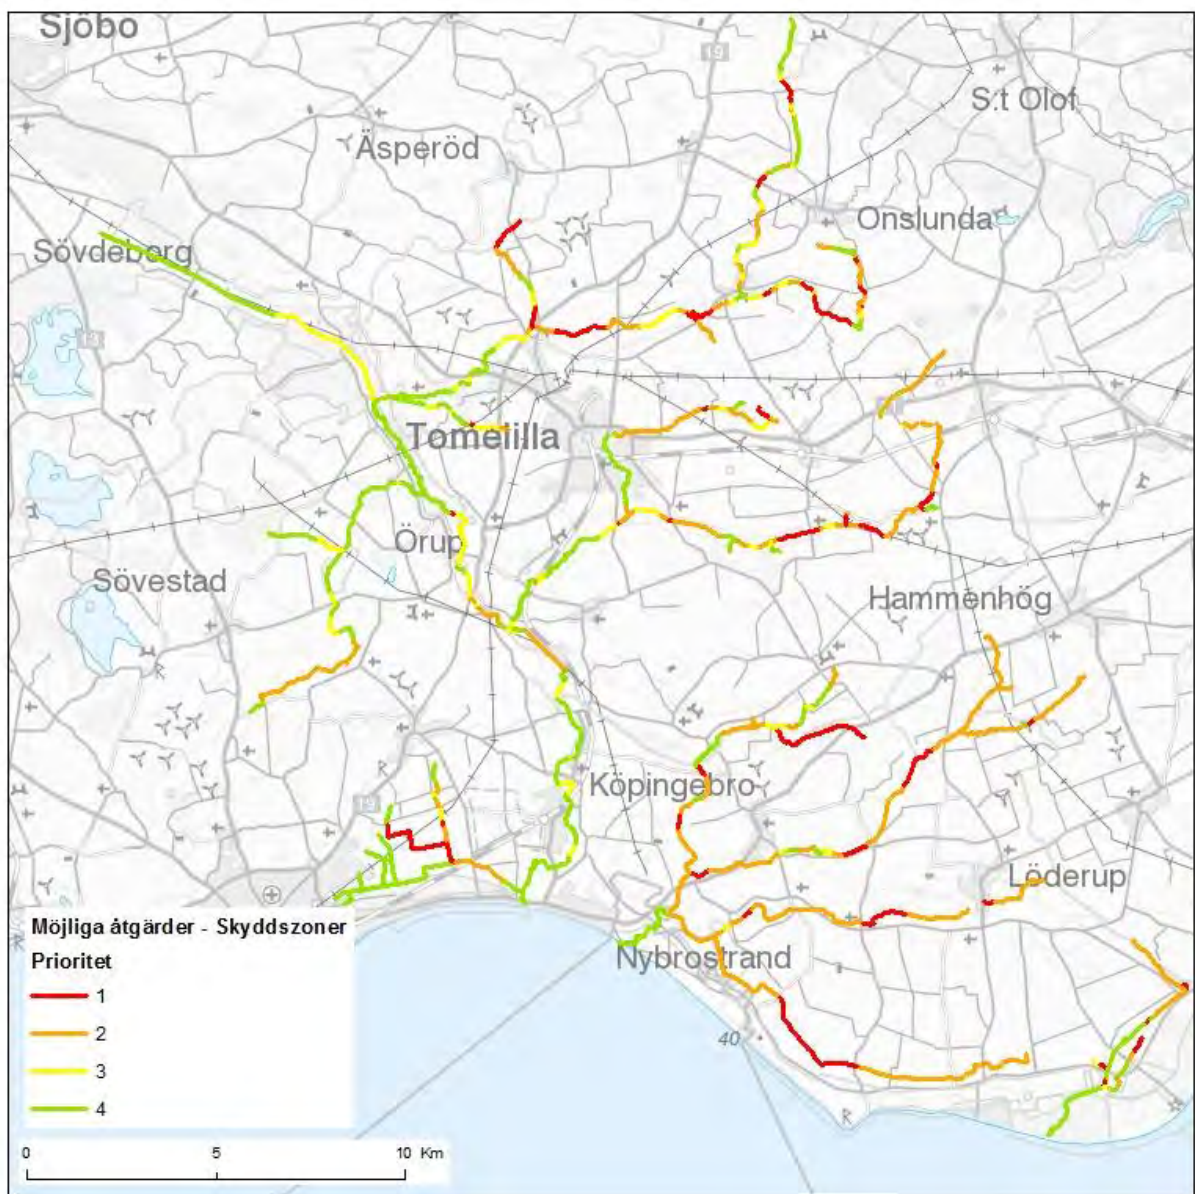 Sjöbo
19
S:t Olof
Äsperöd
Onslunda
Sövdeborg
13
Tomelilla
Örup
Sövestad
Hammenhög
Köpingebro
19
Löderup
Nybrostrand
40
Möjliga åtgärder - Skyddszoner
Prioritet
1
2
3
4
0 5 10 Km